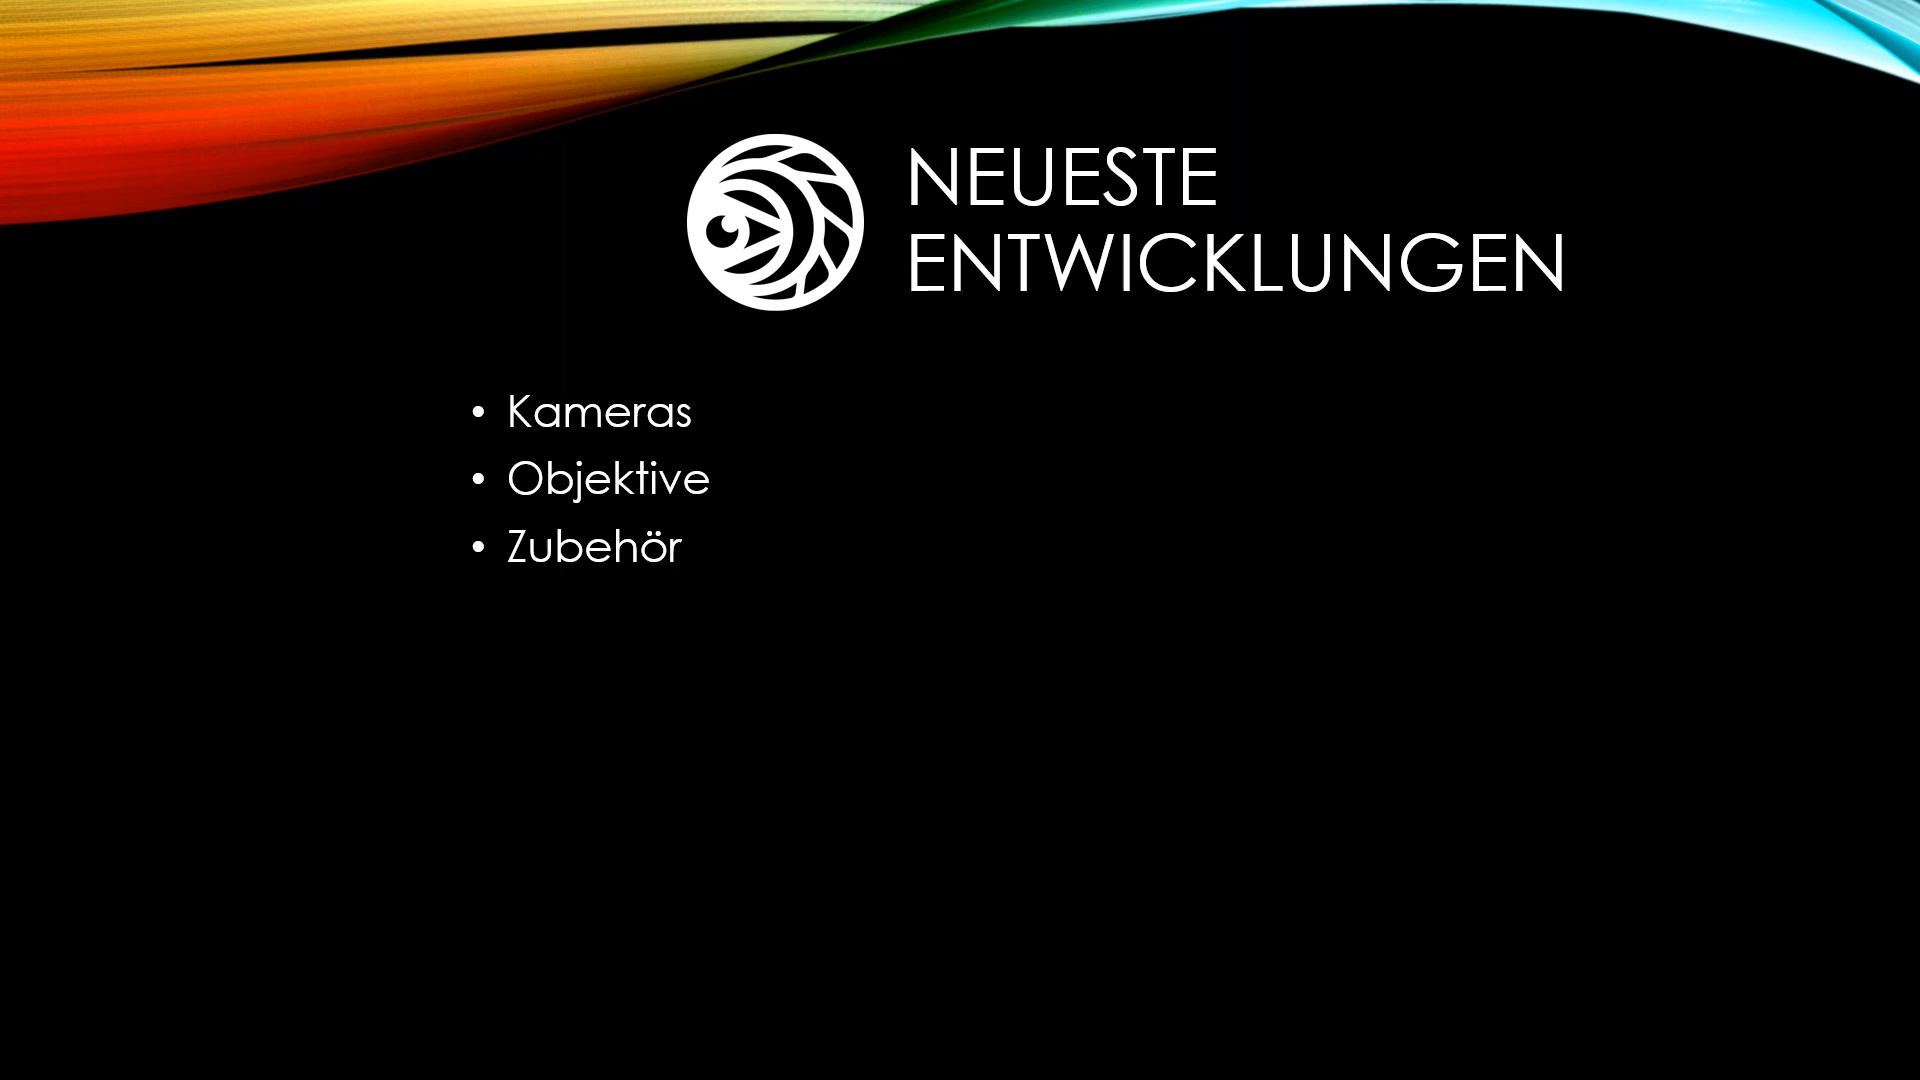 NEUESTE
ENTWICKLUNGEN
• Kameras
• Objektive
• Zubehör